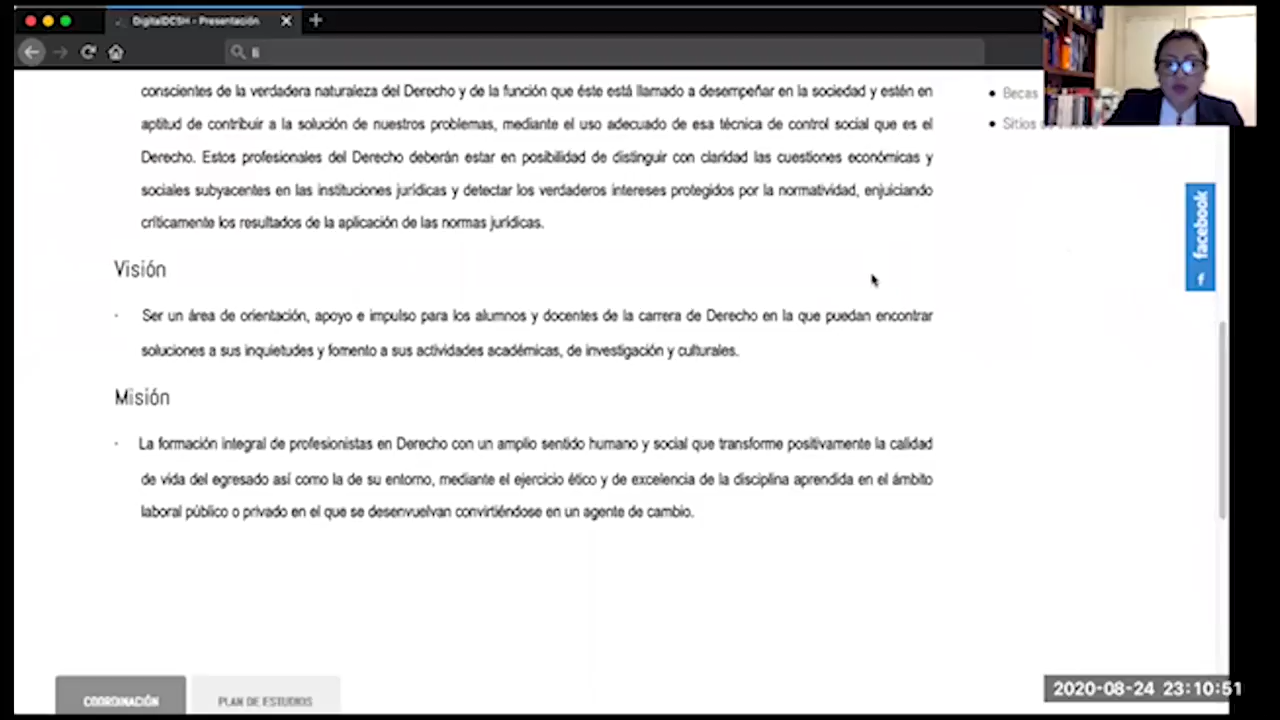 DigitalDCSH - Presentación
conscientes de la verdadera naturaleza del Derecho y de la función que éste está llamado a desempeñar en la sociedad y estén en
aptitud de contribuir a la solución de nuestros problemas, mediante el uso adecuado de esa técnica de control social que es el
Derecho. Estos profesionales del Derecho deberán estar en posibilidad de distinguir con claridad las cuestiones económicas y
sociales subyacentes en las instituciones jurídicas y detectar los verdaderos intereses protegidos por la normatividad, enjuiciando
críticamente los resultados de la aplicación de las normas jurídicas.
Becas
Sitios
facebook
Visión
· Ser un área de orientación, apoyo e impulso para los alumnos y docentes de la carrera de Derecho en la que puedan encontrar
soluciones a sus inquietudes y fomento a sus actividades académicas, de investigación y culturales.
Misión
· La formación integral de profesionistas en Derecho con un amplio sentido humano y social que transforme positivamente la calidad
de vida del egresado así como la de su entorno, mediante el ejercicio ético y de excelencia de la disciplina aprendida en el ámbito
laboral público o privado en el que se desenvuelvan convirtiéndose en un agente de cambio.
COORDINACIÓN
PLAN DE ESTUDIOS
2020-08-24 23:10:51